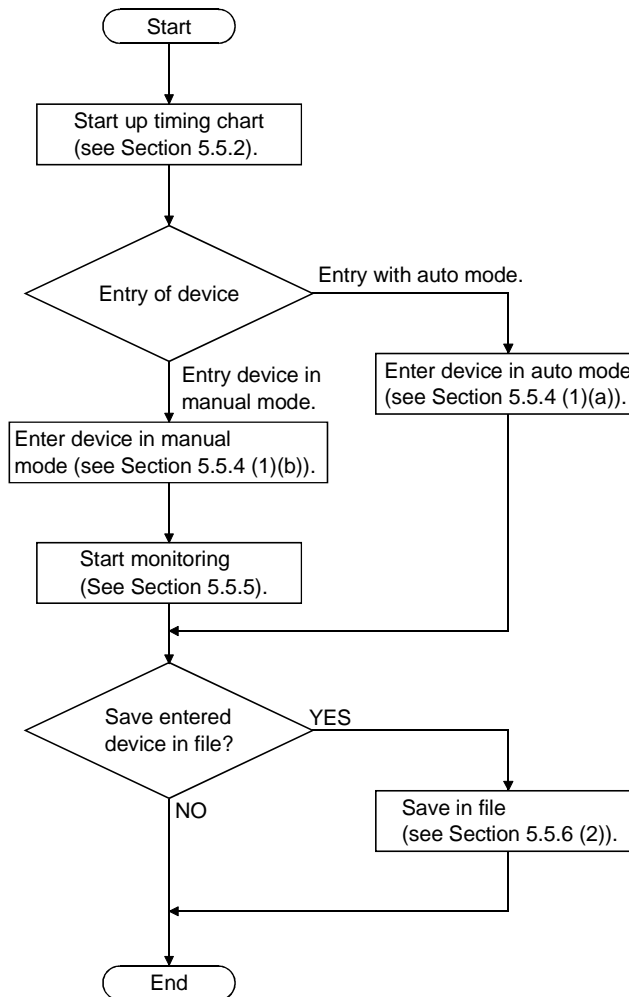 Start
Start up timing chart
(see Section 5.5.2).
Entry of device
Entry with auto mode.
Entry device in
manual mode.
Enter device in auto mode
(see Section 5.5.4 (1)(a)).
Enter device in manual
mode (see Section 5.5.4 (1)(b)).
Start monitoring
(See Section 5.5.5).
Save entered
device in file?
YES
NO
Save in file
(see Section 5.5.6 (2)).
End